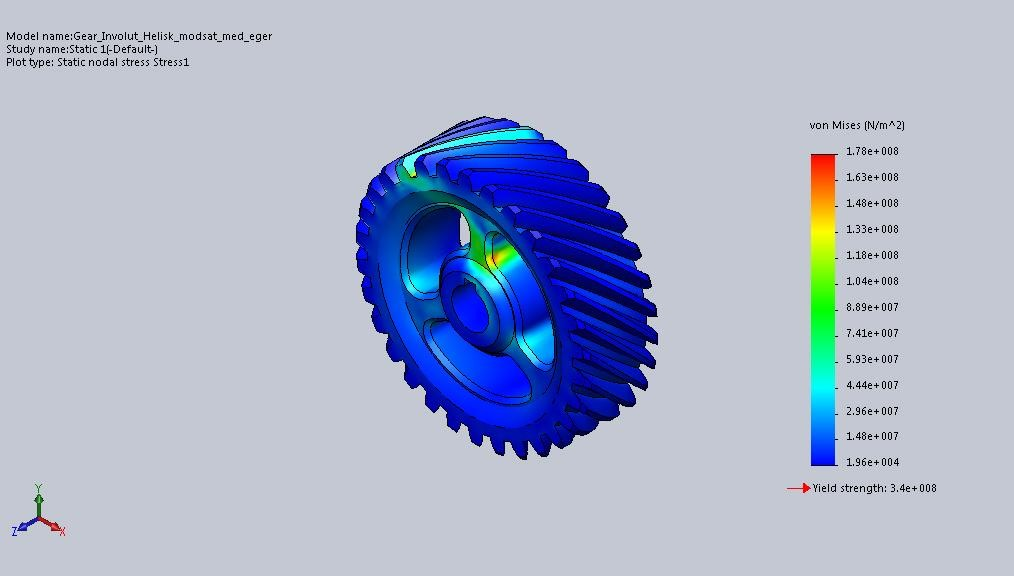 Model name:Gear_Involut_Helisk_modsat_med_eger
Study name:Static 1(-Default-)
Plot type: Static nodal stress Stress1
von Mises (N/m^2)
1.78e+008
1.63e+008
1.48e+008
1.33e+008
1.18e+008
1.04e+008
8.89e+007
7.41e+007
5.93e+007
4.44e+007
2.96e+007
1.48e+007
1.96e+004
Yield strength: 3.4e+008
Y
Z
X